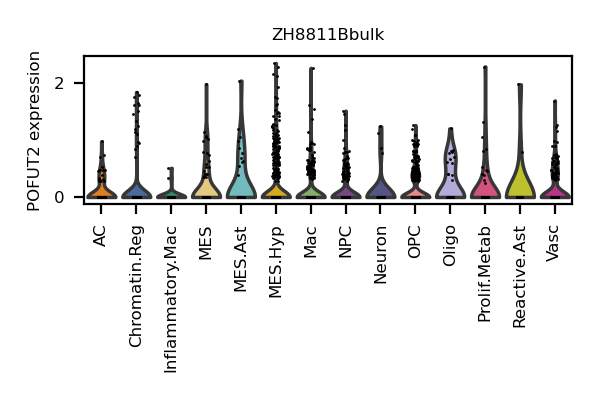 ZH8811Bbulk
POFUT2 expression
2
0
AC
Chromatin.Reg
Inflammatory.Mac
MES
MES.Ast
MES.Hyp
Mac
NPC
Neuron
OPC
Oligo
Prolif.Metab
Reactive.Ast
Vasc